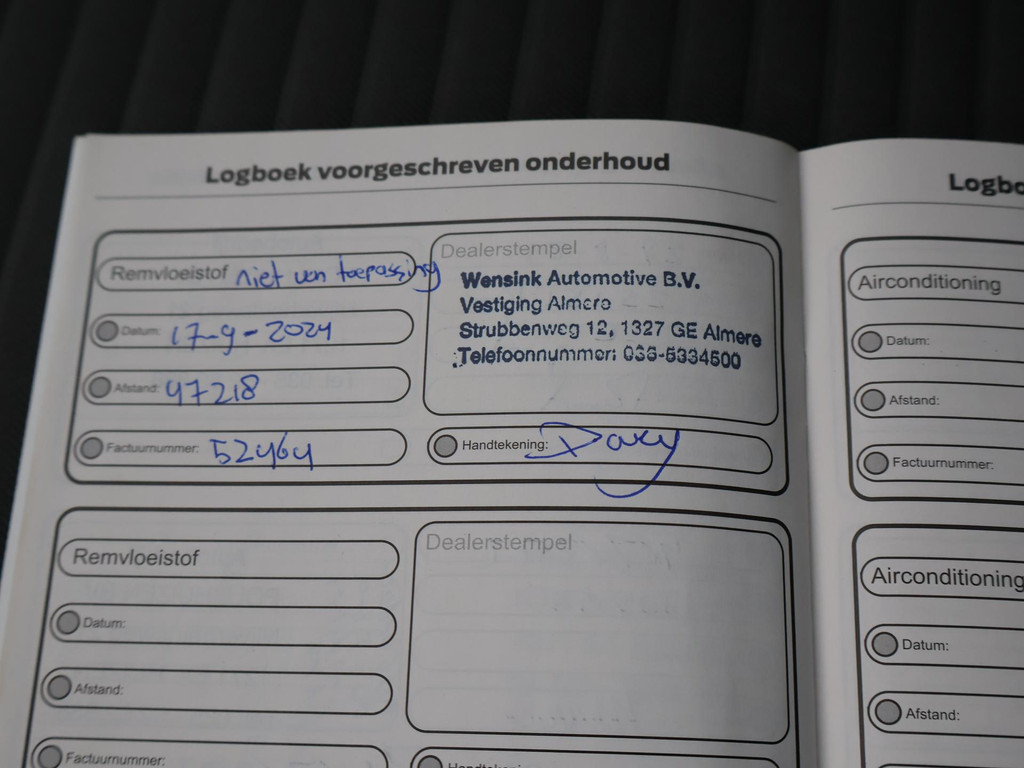 Logboek voorgeschreven onderhoud
Remvloeistof niet van toepassing
Datum: 17-9-2024
Afstand: 47218
Factuurnummer: 52464
Dealerstempel
Wensink Automotive B.V.
Vestiging Almere
Strubbenweg 12, 1327 GE Almere
Telefoonnummer: 036-5334500
Handtekening: Davy
Remvloeistof
Datum:
Afstand:
Factuurnummer:
Dealerstempel
Handtekening:
Logbo
Airconditioning
Datum:
Afstand:
Factuurnummer:
Airconditioning
Datum:
Afstand: